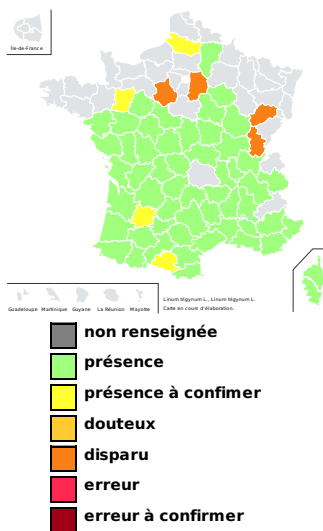 Île-de-France
Guadeloupe Martinique Guyane La Réunion Mayotte
Linum trigynum L., Linum trigynum L.
Carte en cours d'élaboration.
non renseignée
présence
présence à confimer
douteux
disparu
erreur
erreur à confirmer